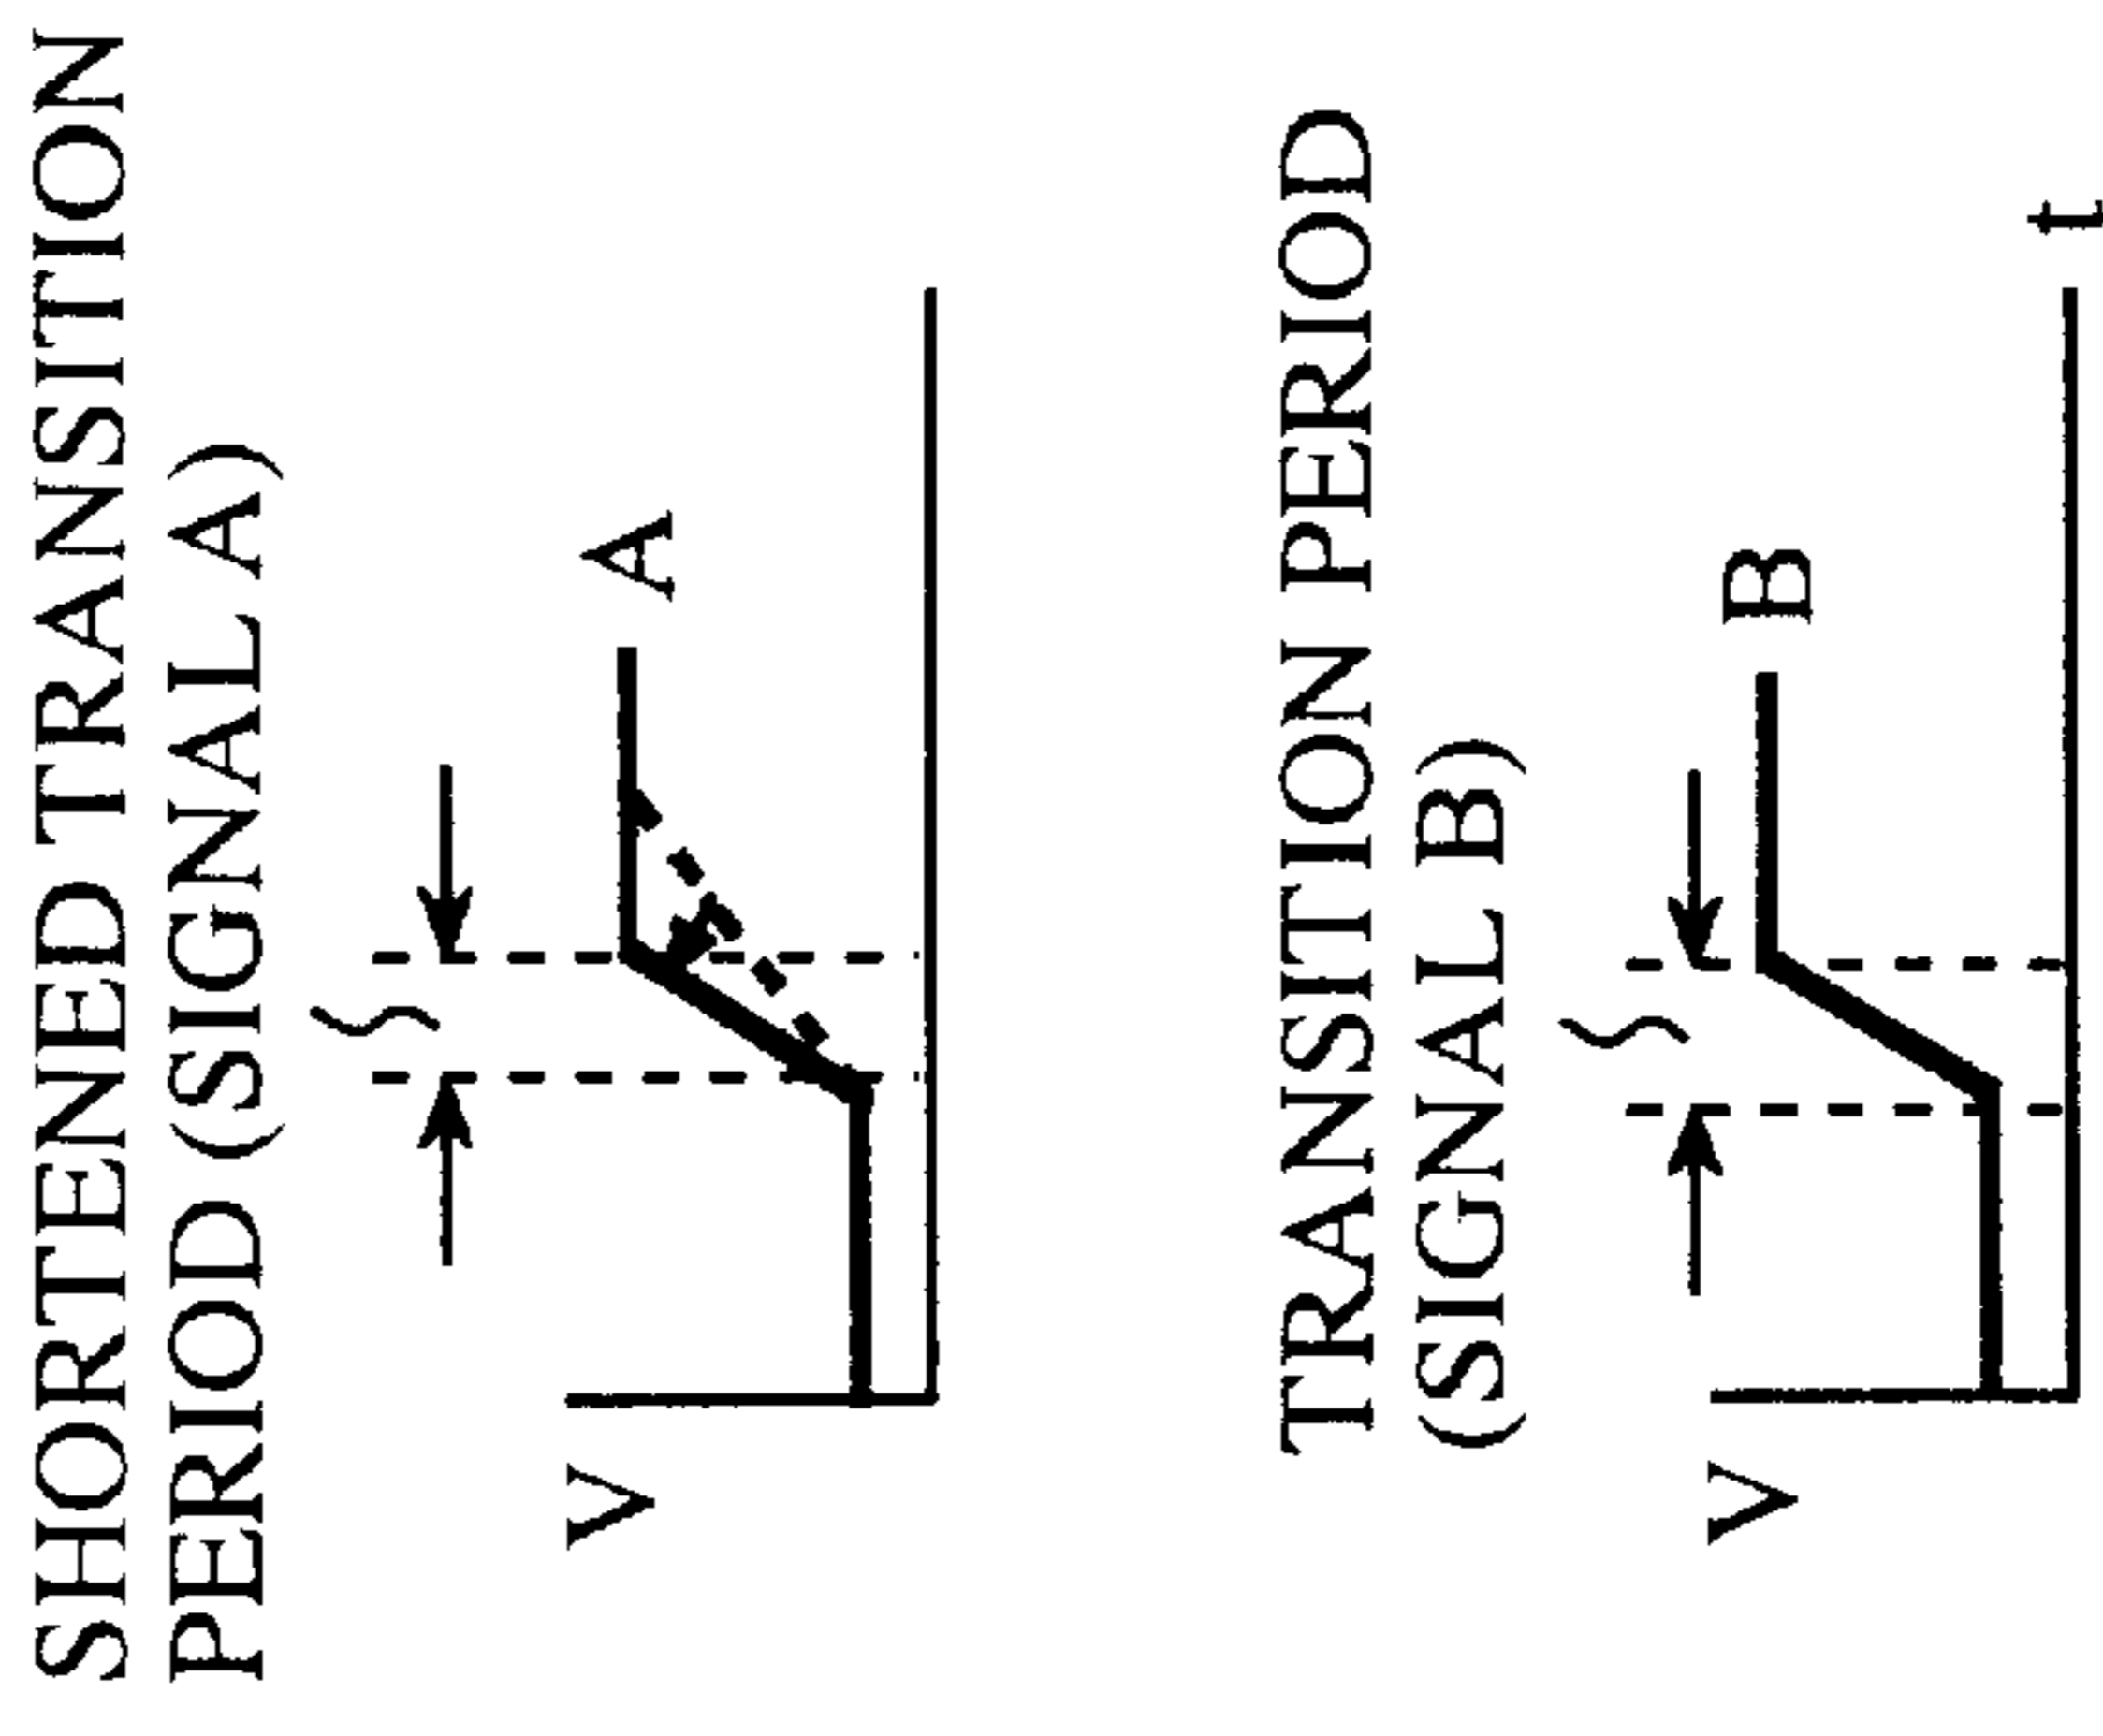 SHORTENED TRANSITION
PERIOD (SIGNAL A)
A
V
TRANSITION PERIOD
(SIGNAL B)
B
V
t